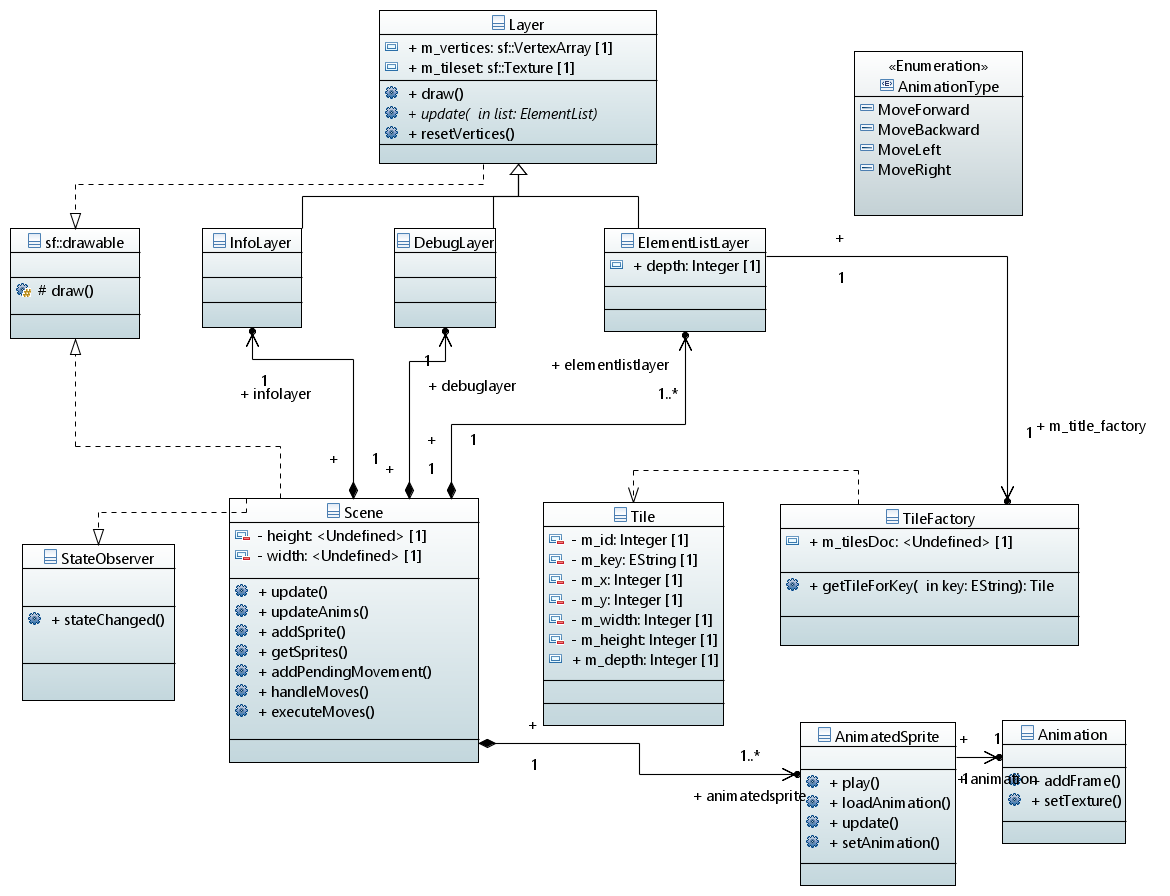 Layer
+ m_vertices: sf::VertexArray [1]
+ m_tileset: sf::Texture [1]
+ draw()
+ update(  in list: ElementList)
+ resetVertices()
«Enumeration»
AnimationType
MoveForward
MoveBackward
MoveLeft
MoveRight
sf::drawable
# draw()
InfoLayer
DebugLayer
ElementListLayer
+ depth: Integer [1]
+
1
1
+ infolayer
1
+ debuglayer
+ elementlistlayer
1..*
1
+ m_title_factory
+
1
+
1
+
1
Scene
- height: <Undefined> [1]
- width: <Undefined> [1]
+ update()
+ updateAnims()
+ addSprite()
+ getSprites()
+ addPendingMovement()
+ handleMoves()
+ executeMoves()
StateObserver
+ stateChanged()
Tile
- m_id: Integer [1]
- m_key: EString [1]
- m_x: Integer [1]
- m_y: Integer [1]
- m_width: Integer [1]
- m_height: Integer [1]
+ m_depth: Integer [1]
TileFactory
+ m_tilesDoc: <Undefined> [1]
+ getTileForKey(  in key: EString): Tile
+
1
1..*
+ animatedsprite
AnimatedSprite
+ play()
+ loadAnimation()
+ update()
+ setAnimation()
+
1
1
+ animation
Animation
+ addFrame()
+ setTexture()